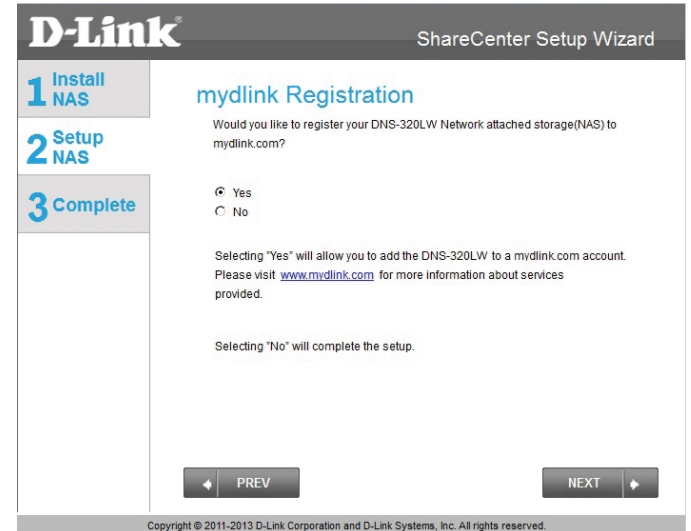 D-Link®
ShareCenter Setup Wizard
1 Install
NAS
2 Setup
NAS
3 Complete
mydlink Registration
Would you like to register your DNS-320LW Network attached storage(NAS) to
mydlink.com?
Yes
No
Selecting "Yes" will allow you to add the DNS-320LW to a mydlink.com account.
Please visit www.mydlink.com for more information about services
provided.
Selecting "No" will complete the setup.
PREV
NEXT
Copyright © 2011-2013 D-Link Corporation and D-Link Systems, Inc. All rights reserved.